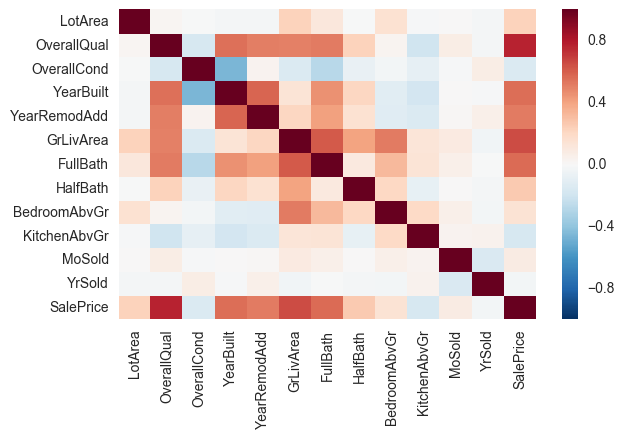 LotArea
OverallQual
OverallCond
YearBuilt
YearRemodAdd
GrLivArea
FullBath
HalfBath
BedroomAbvGr
KitchenAbvGr
MoSold
YrSold
SalePrice
0.8
0.4
0.0
−0.4
−0.8
LotArea
OverallQual
OverallCond
YearBuilt
YearRemodAdd
GrLivArea
FullBath
HalfBath
BedroomAbvGr
KitchenAbvGr
MoSold
YrSold
SalePrice